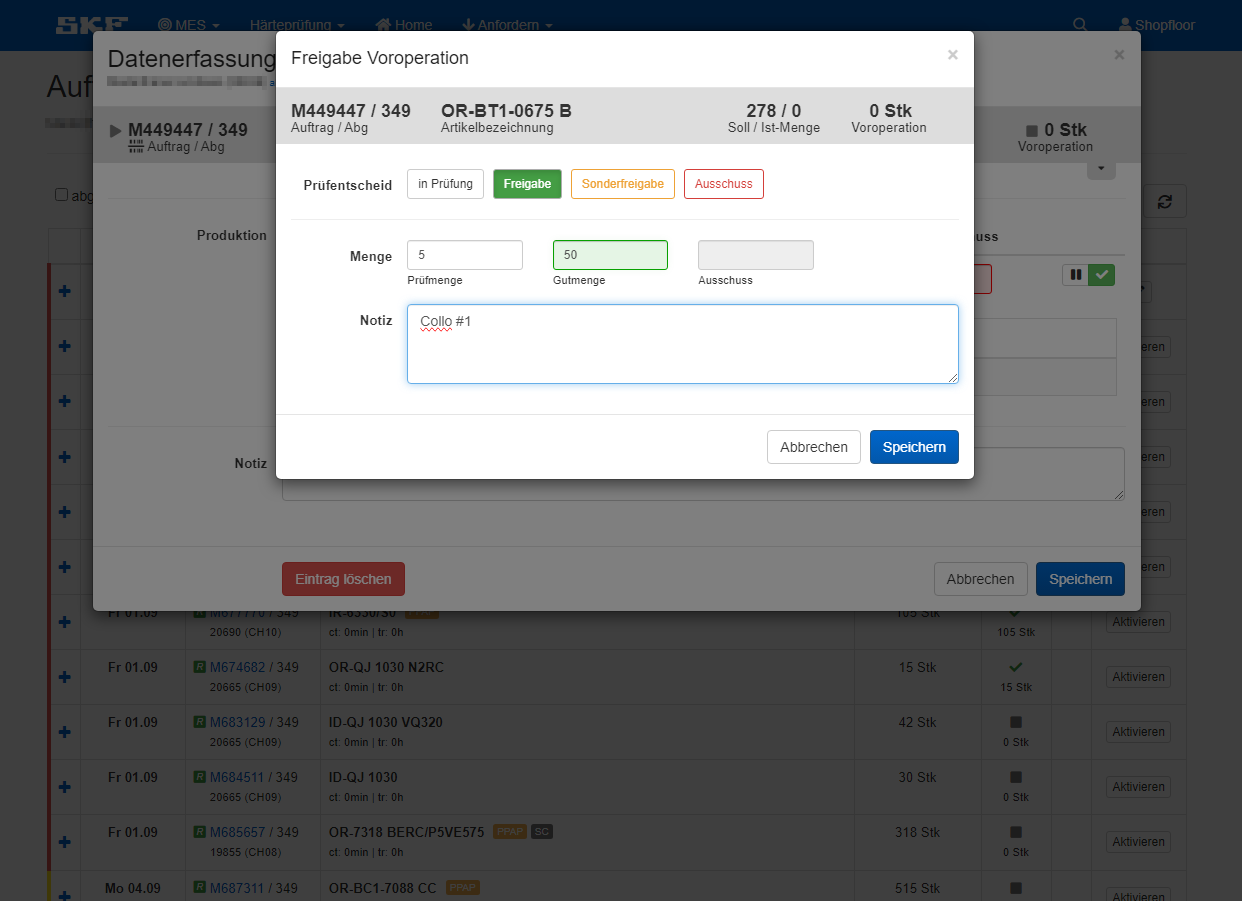 SKF MES Härteprüfung Home Anfordern Shopfloor
Auf
Datenerfassung ×
Freigabe Voroperation ×
M449447 / 349 OR-BT1-0675 B 278 / 0 0 Stk
Auftrag / Abg Artikelbezeichnung Soll / Ist-Menge Voroperation
M449447 / 349 0 Stk
Auftrag / Abg Voroperation
abg
Prüfentscheid in Prüfung Freigabe Sonderfreigabe Ausschuss
Produktion
Menge 5 50
Prüfmenge Gutmenge Ausschuss
Notiz Collo #1
Abbrechen Speichern
Notiz
Eintrag löschen Abbrechen Speichern
Fr 01.09 R M677770 / 349 IR-6330/S0 PPAP 105 Stk
20690 (CH10) ct: 0min | tr: 0h 105 Stk Aktivieren
Fr 01.09 R M674682 / 349 OR-QJ 1030 N2RC 15 Stk
20665 (CH09) ct: 0min | tr: 0h 15 Stk Aktivieren
Fr 01.09 R M683129 / 349 ID-QJ 1030 VQ320 42 Stk
20665 (CH09) ct: 0min | tr: 0h 0 Stk Aktivieren
Fr 01.09 R M684511 / 349 ID-QJ 1030 30 Stk
20665 (CH09) ct: 0min | tr: 0h 0 Stk Aktivieren
Fr 01.09 R M685657 / 349 OR-7318 BERC/P5VE575 PPAP SC 318 Stk
19855 (CH08) ct: 0min | tr: 0h 0 Stk Aktivieren
Mo 04.09 R M687311 / 349 OR-BC1-7088 CC PPAP 515 Stk
Aktivieren